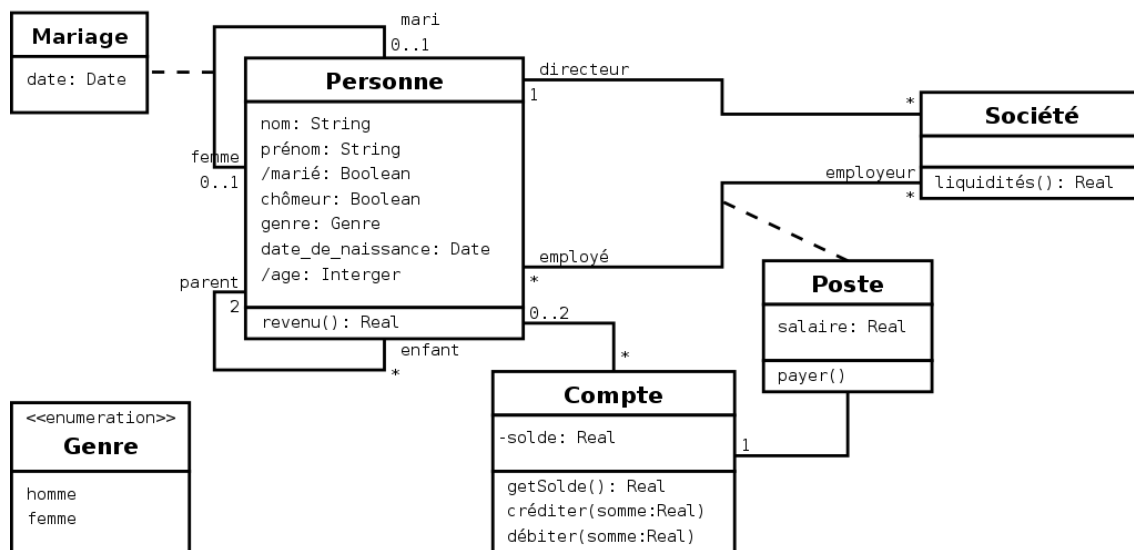 Mariage
date: Date
mari
0..1
femme
0..1
Personne
nom: String
prénom: String
/marié: Boolean
chômeur: Boolean
genre: Genre
date_de_naissance: Date
/age: Interger
revenu(): Real
directeur
1
*
Société
liquidités(): Real
employeur
*
employé
*
Poste
salaire: Real
payer()
parent
2
enfant
*
0..2
*
Compte
-solde: Real
getSolde(): Real
créditer(somme:Real)
débiter(somme:Real)
1
<<enumeration>>
Genre
homme
femme